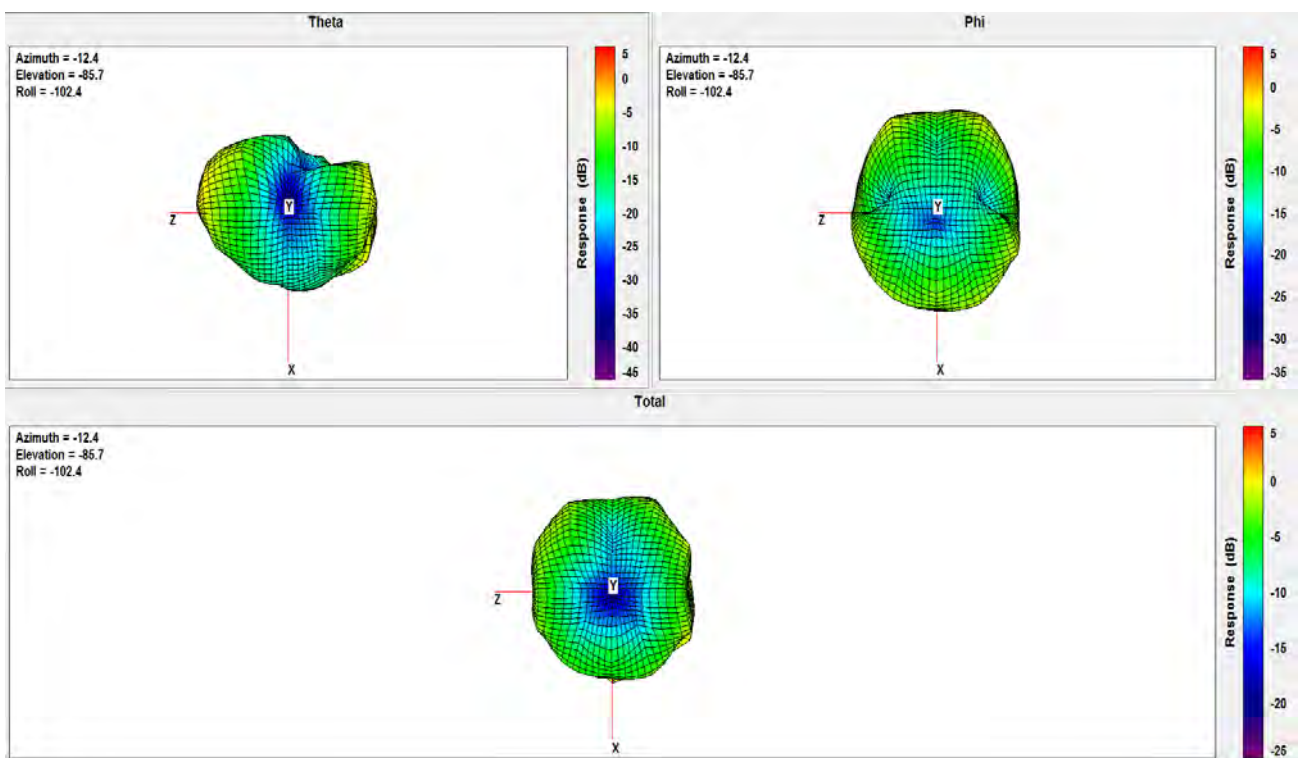 Theta
Azimuth = -12.4
Elevation = -85.7
Roll = -102.4
Y
Z
X
Response (dB)
5
0
-5
-10
-15
-20
-25
-30
-35
-40
-45
Phi
Azimuth = -12.4
Elevation = -85.7
Roll = -102.4
Y
Z
X
Response (dB)
5
0
-5
-10
-15
-20
-25
-30
-35
Total
Azimuth = -12.4
Elevation = -85.7
Roll = -102.4
Y
Z
X
Response (dB)
5
0
-5
-10
-15
-20
-25